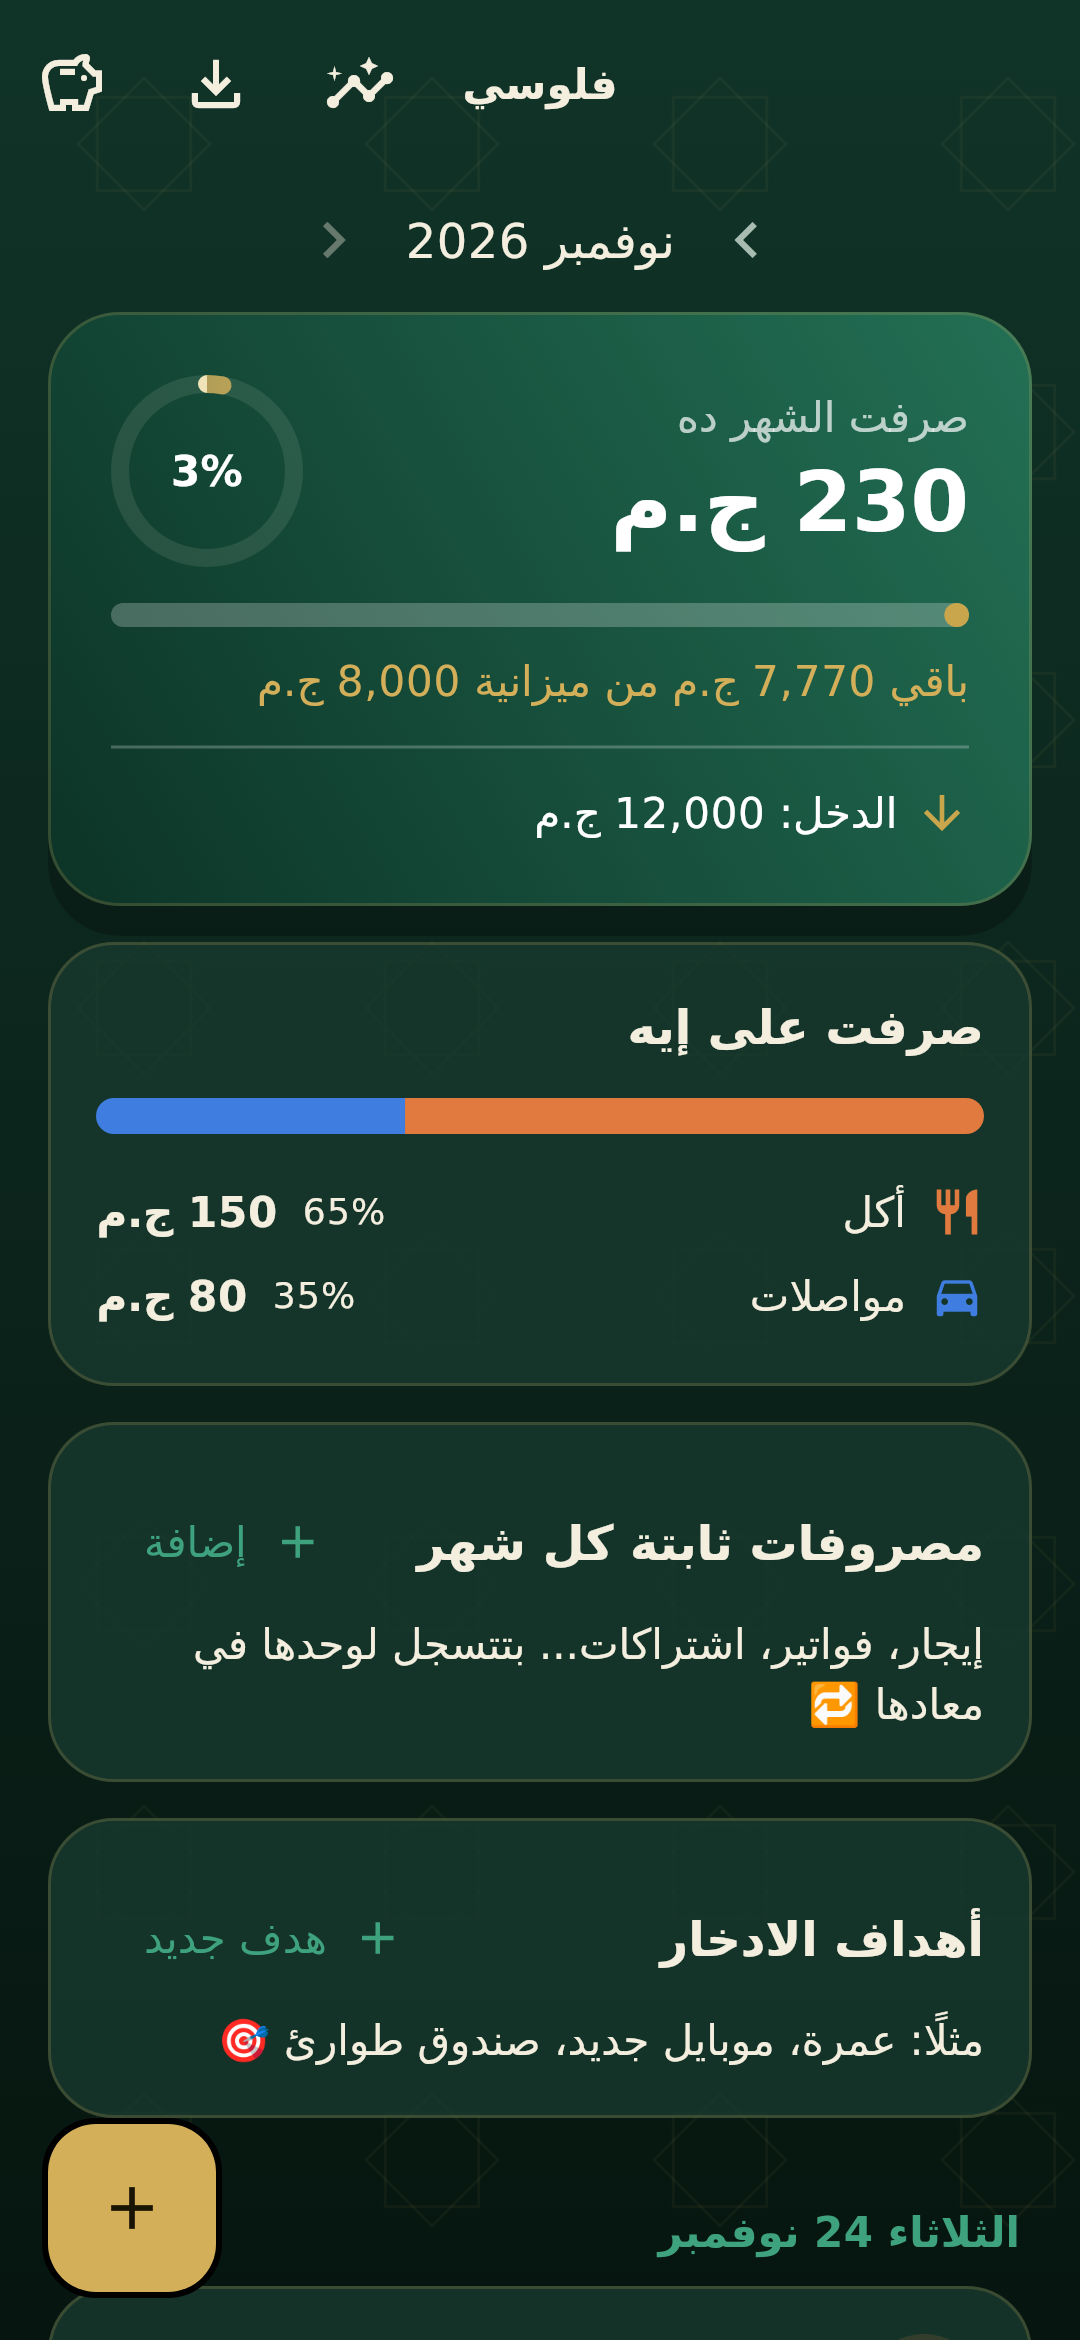 فلوسي
نوفمبر 2026
صرفت الشهر ده
230 ج.م
3%
باقي 7,770 ج.م من ميزانية 8,000 ج.م
الدخل: 12,000 ج.م
صرفت على إيه
أكل 65% 150 ج.م
مواصلات 35% 80 ج.م
مصروفات ثابتة كل شهر
+ إضافة
إيجار، فواتير، اشتراكات... بتتسجل لوحدها في
معادها 🔁
أهداف الادخار
+ هدف جديد
مثلًا: عمرة، موبايل جديد، صندوق طوارئ 🎯
الثلاثاء 24 نوفمبر
+